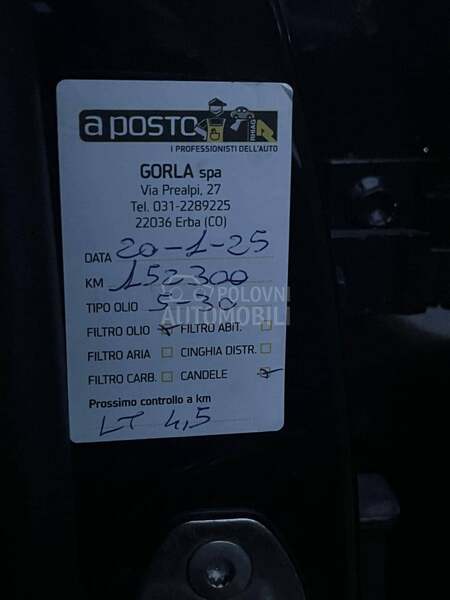 a posto
RHIAG
I PROFESSIONISTI DELL'AUTO
GORLA spa
Via Prealpi, 27
Tel. 031-2289225
22036 Erba (CO)
DATA 20-1-25
KM 152300
TIPO OLIO 5-30
POLOVNI
AUTOMOBILI
FILTRO OLIO FILTRO ABIT.
FILTRO ARIA CINGHIA DISTR.
FILTRO CARB. CANDELE
Prossimo controllo a km
LT 4,5